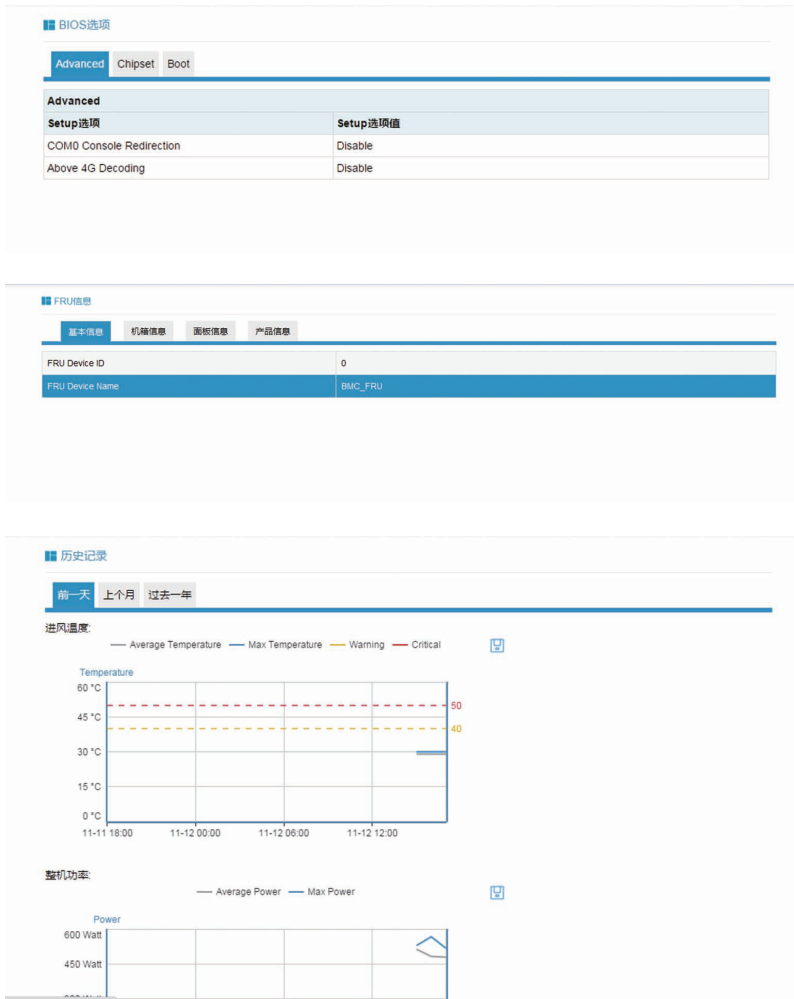 BIOS选项
Advanced Chipset Boot
Advanced
Setup选项 Setup选项值
COM0 Console Redirection Disable
Above 4G Decoding Disable
FRU信息
基本信息 机箱信息 面板信息 产品信息
FRU Device ID 0
FRU Device Name BMC_FRU
历史记录
前一天 上个月 过去一年
进风温度:
Average Temperature Max Temperature Warning Critical
Temperature
60 °C
50
45 °C
40
30 °C
15 °C
0 °C
11-11 18:00 11-12 00:00 11-12 06:00 11-12 12:00
整机功率:
Average Power Max Power
Power
600 Watt
450 Watt